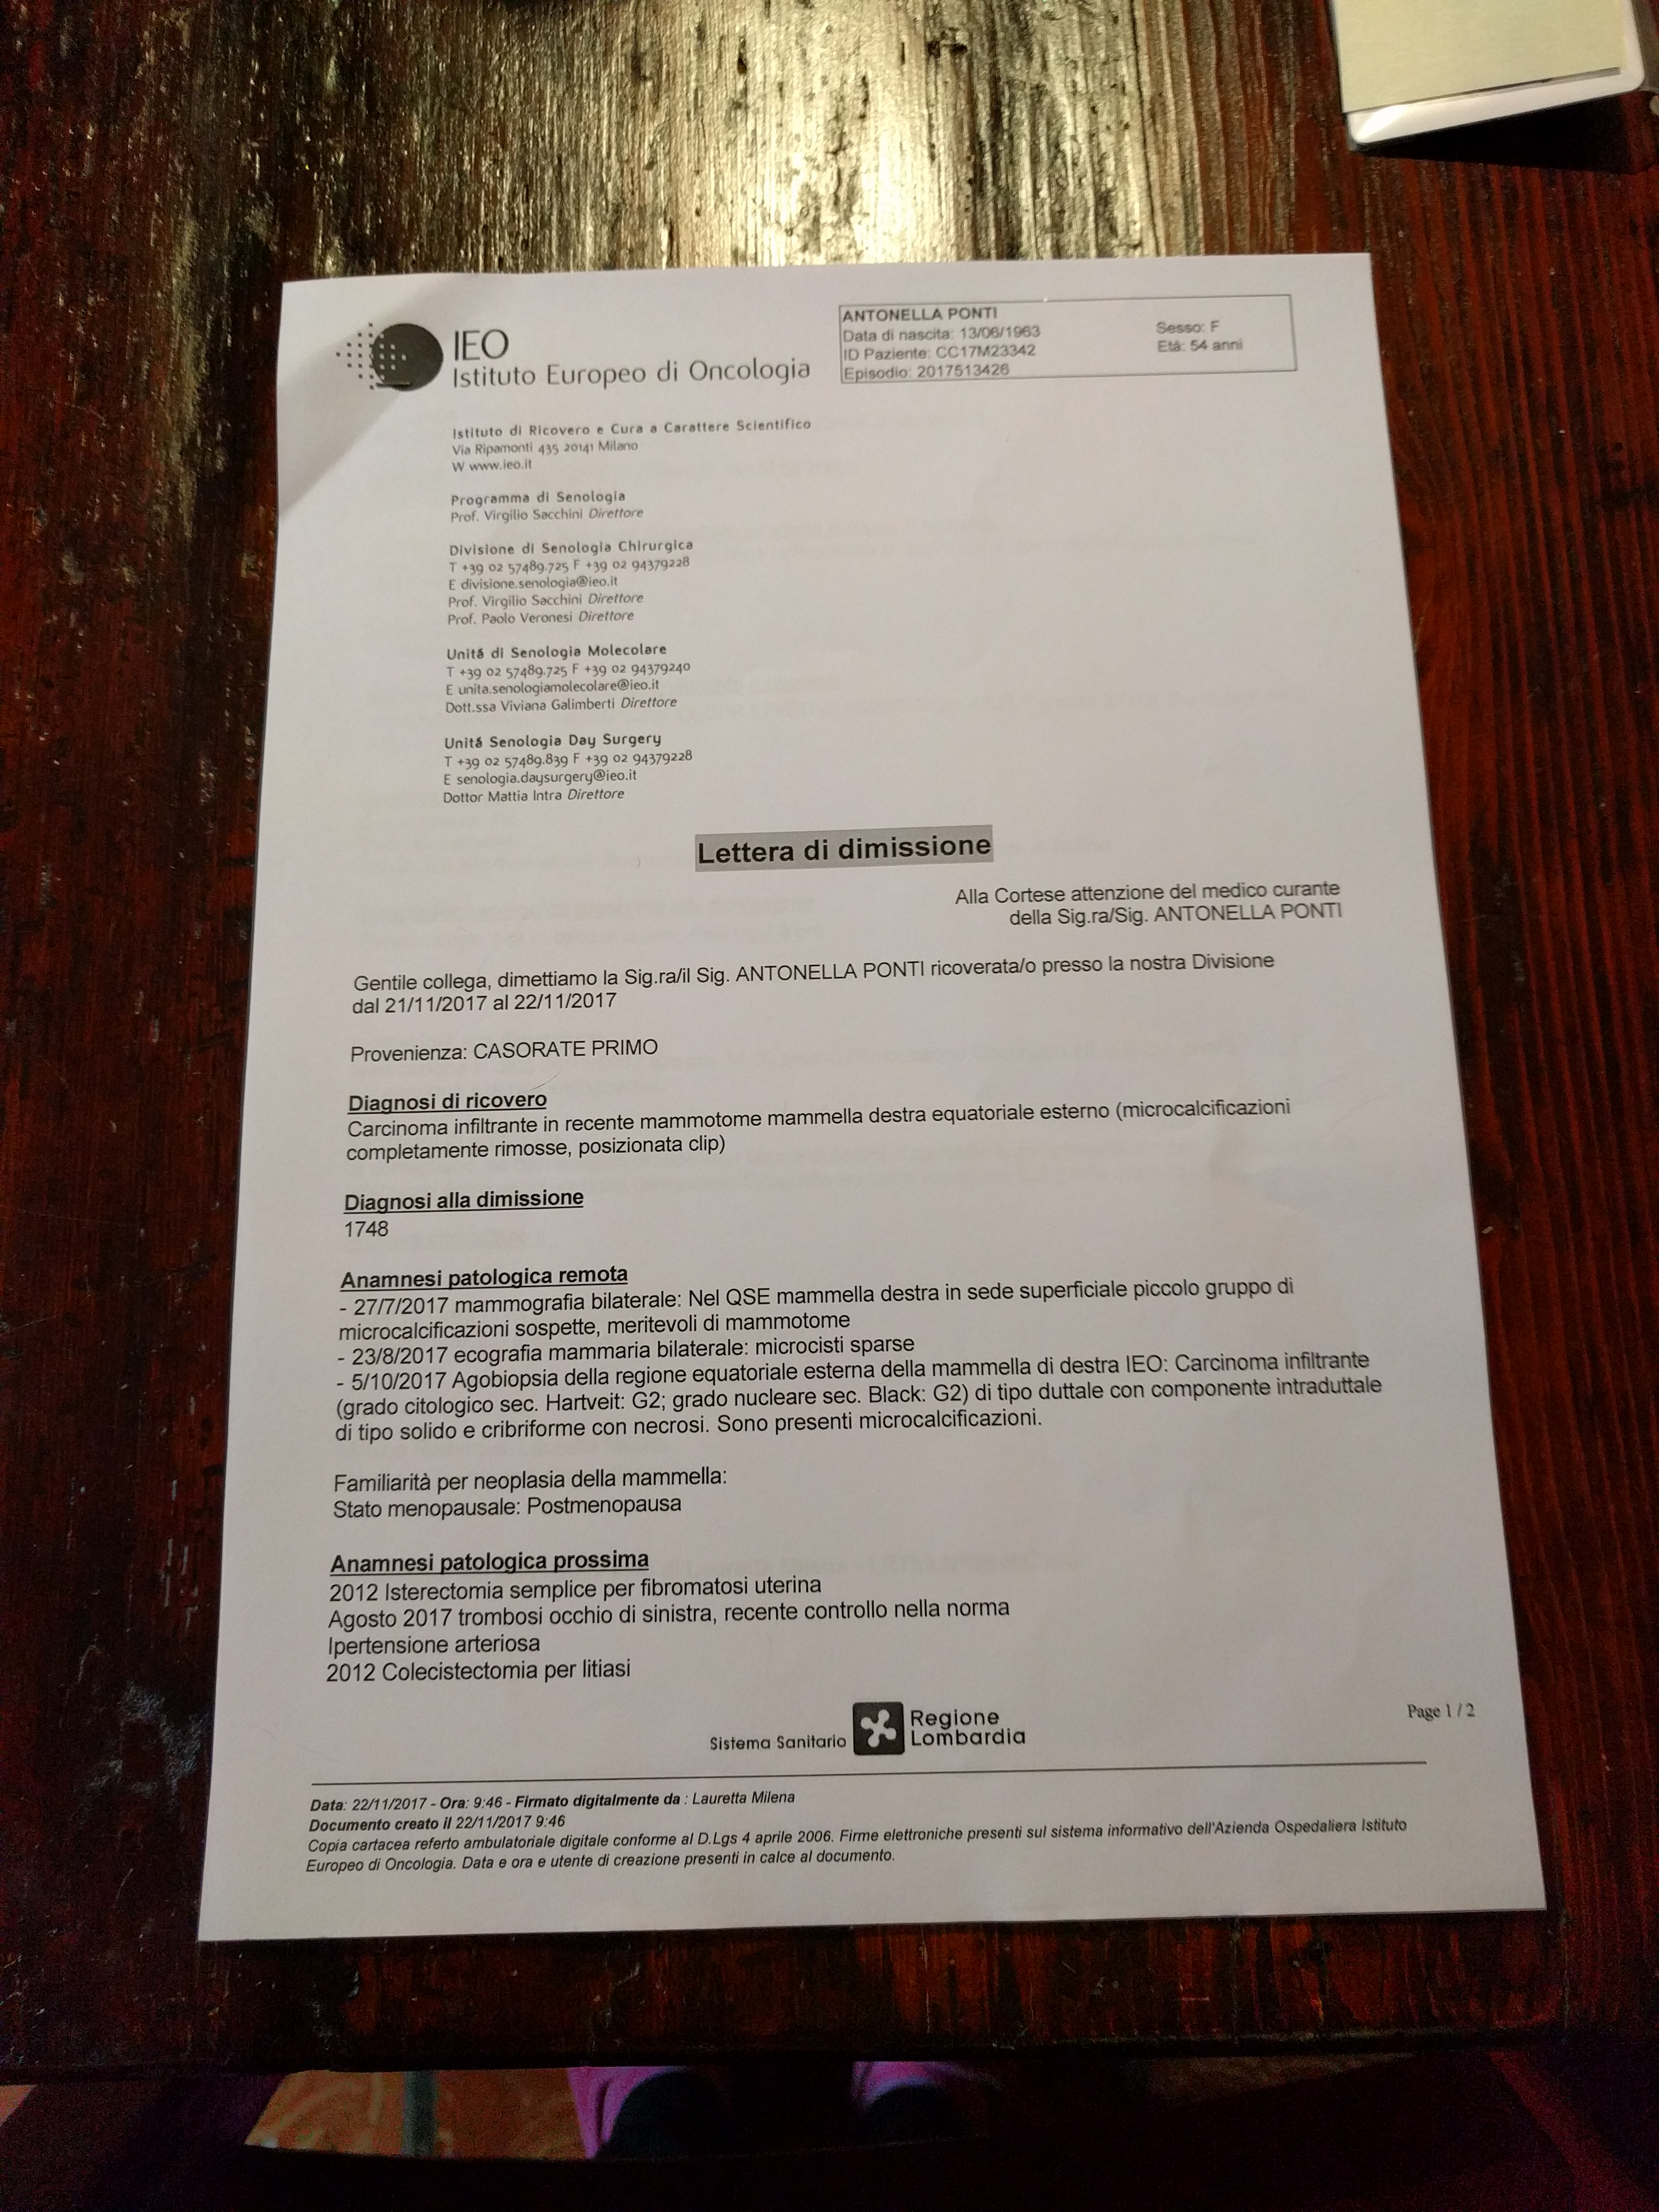 IEO
Istituto Europeo di Oncologia
ANTONELLA PONTI
Data di nascita: 13/06/1963
Sesso: F
ID Paziente: CC17M23342
Età: 54 anni
Episodio: 2017513426
Istituto di Ricovero e Cura a Carattere Scientifico
Via Ripamonti 435 20141 Milano
W www.ieo.it
Programma di Senologia
Prof. Virgilio Sacchini Direttore
Divisione di Senologia Chirurgica
T +39 02 57489.725 F +39 02 94379228
E divisione.senologia@ieo.it
Prof. Virgilio Sacchini Direttore
Prof. Paolo Veronesi Direttore
Unitá di Senologia Molecolare
T +39 02 57489.725 F +39 02 94379240
E unita.senologiamolecolare@ieo.it
Dott.ssa Viviana Galimberti Direttore
Unitá Senologia Day Surgery
T +39 02 57489.839 F +39 02 94379228
E senologia.daysurgery@ieo.it
Dottor Mattia Intra Direttore
Lettera di dimissione
Alla Cortese attenzione del medico curante
della Sig.ra/Sig. ANTONELLA PONTI
Gentile collega, dimettiamo la Sig.ra/il Sig. ANTONELLA PONTI ricoverata/o presso la nostra Divisione
dal 21/11/2017 al 22/11/2017
Provenienza: CASORATE PRIMO
Diagnosi di ricovero
Carcinoma infiltrante in recente mammotome mammella destra equatoriale esterno (microcalcificazioni
completamente rimosse, posizionata clip)
Diagnosi alla dimissione
1748
Anamnesi patologica remota
- 27/7/2017 mammografia bilaterale: Nel QSE mammella destra in sede superficiale piccolo gruppo di
microcalcificazioni sospette, meritevoli di mammotome
- 23/8/2017 ecografia mammaria bilaterale: microcisti sparse
- 5/10/2017 Agobiopsia della regione equatoriale esterna della mammella di destra IEO: Carcinoma infiltrante
(grado citologico sec. Hartveit: G2; grado nucleare sec. Black: G2) di tipo duttale con componente intraduttale
di tipo solido e cribriforme con necrosi. Sono presenti microcalcificazioni.
Familiarità per neoplasia della mammella:
Stato menopausale: Postmenopausa
Anamnesi patologica prossima
2012 Isterectomia semplice per fibromatosi uterina
Agosto 2017 trombosi occhio di sinistra, recente controllo nella norma
Ipertensione arteriosa
2012 Colecistectomia per litiasi
Sistema Sanitario
Regione
Lombardia
Page 1 / 2
Data: 22/11/2017 - Ora: 9:46 - Firmato digitalmente da : Lauretta Milena
Documento creato il 22/11/2017 9:46
Copia cartacea referto ambulatoriale digitale conforme al D.Lgs 4 aprile 2006. Firme elettroniche presenti sul sistema informativo dell'Azienda Ospedaliera Istituto
Europeo di Oncologia. Data e ora e utente di creazione presenti in calce al documento.